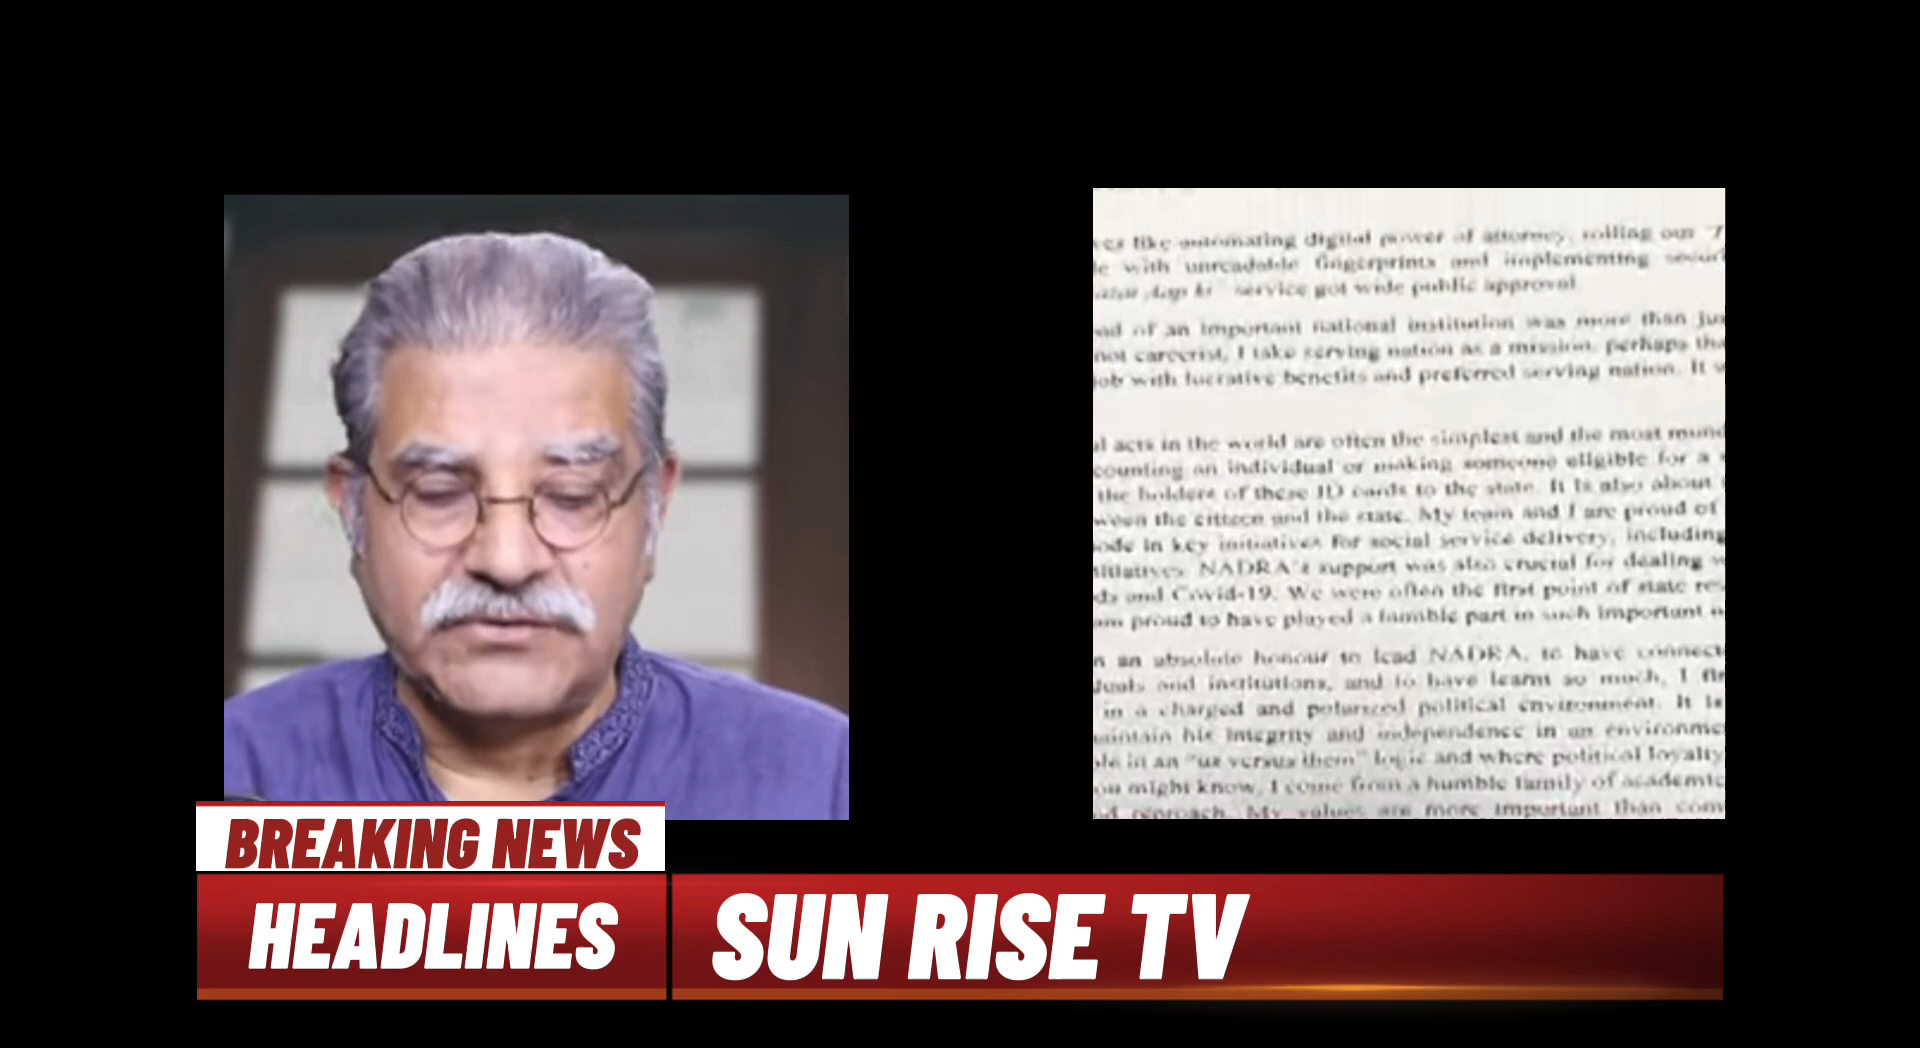 like automating digital power of attorney, rolling out
with unreadable fingerprints and implementing
service got wide public approval
of an important national institution was more than
not careerist, I take serving nation as a mission, perhaps
with lucrative benefits and preferred serving nation. It
acts in the world are often the simplest and the most
counting an individual or making someone eligible for a
the holders of these ID cards to the state. It is also about
the citizen and the state. My team and I are proud of
in key initiatives for social service delivery, including
NADRA's support was also crucial for dealing
and Covid-19. We were often the first point of state
am proud to have played a humble part in such important
an absolute honour to lead NADRA, to have
and institutions, and to have learnt so much, I
in a charged and polarized political environment. It is
his integrity and independence in an
in an "us versus them" logic and where political loyalty
might know, I come from a humble family of
My values are more important than
BREAKING NEWS
HEADLINES
SUN RISE TV